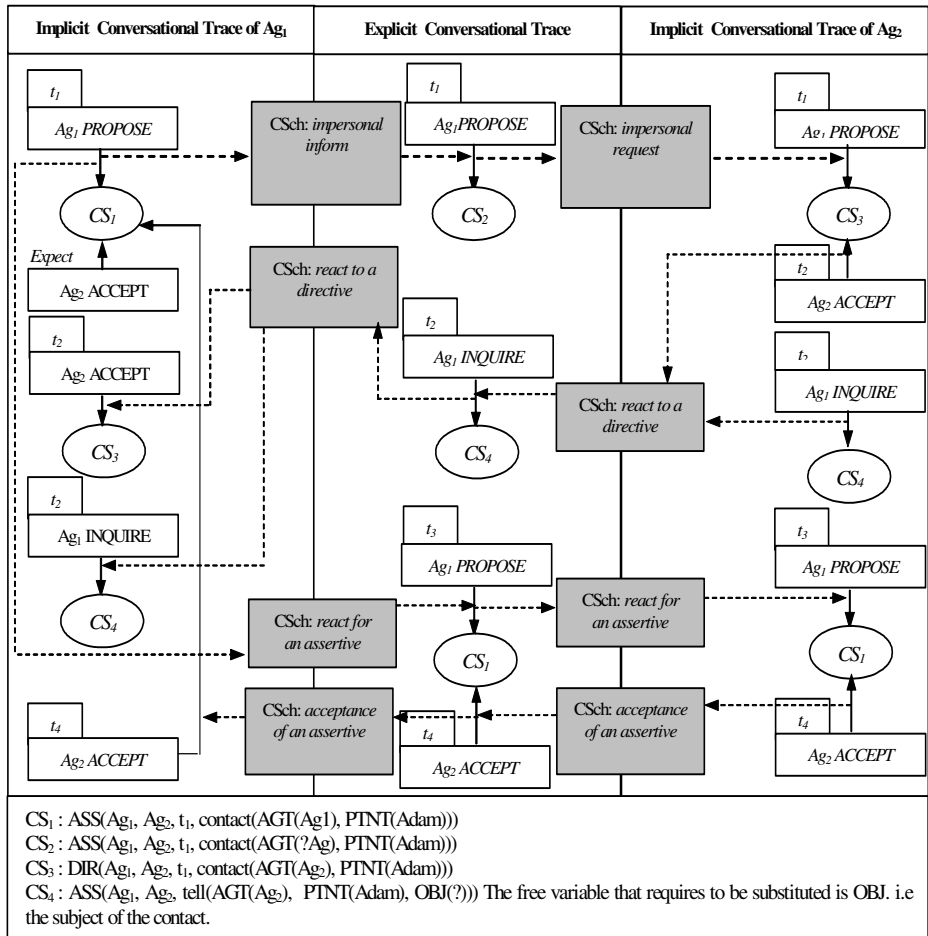 Implicit Conversational Trace of Ag1
Explicit Conversational Trace
Implicit Conversational Trace of Ag2
t1
Ag1 PROPOSE
CS1
Expect
Ag2 ACCEPT
t2
Ag2 ACCEPT
CS3
t2
Ag1 INQUIRE
CS4
t4
Ag2 ACCEPT
CSch: impersonal
inform
CSch: react to a
directive
CSch: react for
an assertive
CSch: acceptance
of an assertive
t1
Ag1PROPOSE
CS2
t2
Ag1 INQUIRE
CS4
t3
Ag1 PROPOSE
CS1
t4
Ag2 ACCEPT
CSch: impersonal
request
CSch: react to a
directive
CSch: react for
an assertive
CSch: acceptance
of an assertive
t1
Ag1 PROPOSE
CS3
t2
Ag2 ACCEPT
t2
Ag1 INQUIRE
CS4
t3
Ag1 PROPOSE
CS1
t4
Ag2 ACCEPT
CS1 : ASS(Ag1, Ag2, t1, contact(AGT(Ag1), PTNT(Adam)))
CS2 : ASS(Ag1, Ag2, t1, contact(AGT(?Ag), PTNT(Adam)))
CS3 : DIR(Ag1, Ag2, t1, contact(AGT(Ag2), PTNT(Adam)))
CS4 : ASS(Ag1, Ag2, tell(AGT(Ag2), PTNT(Adam), OBJ(?))) The free variable that requires to be substituted is OBJ. i.e
the subject of the contact.